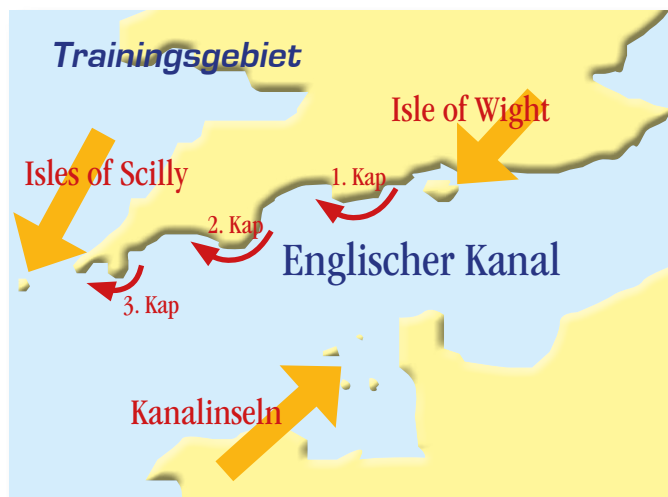 Trainingsgebiet
Isle of Wight
Isles of Scilly
1. Kap
2. Kap
Englischer Kanal
3. Kap
Kanalinseln